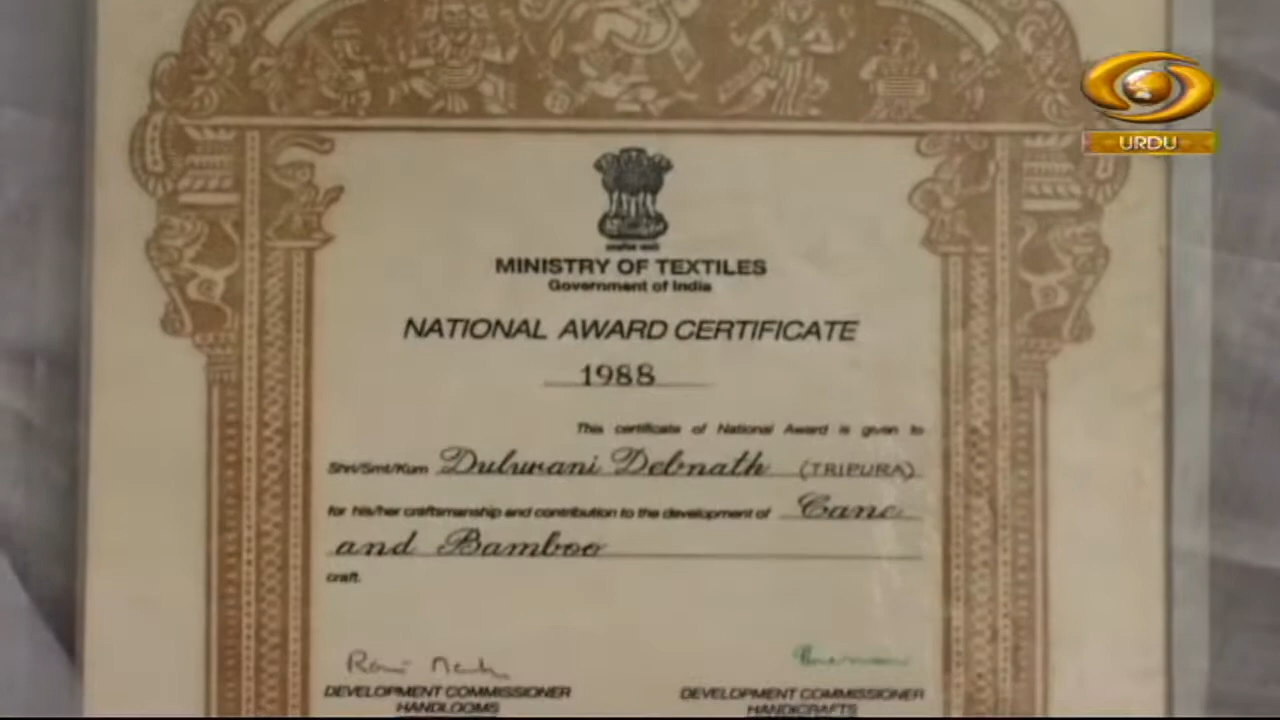 URDU
MINISTRY OF TEXTILES
Government of India
NATIONAL AWARD CERTIFICATE
1988
This certificate of National Award is given to
Shri/Smt/Kum Dulurani Debnath (TRIPURA)
for his/her craftsmanship and contribution to the development of Cane
and Bamboo
craft.
DEVELOPMENT COMMISSIONER DEVELOPMENT COMMISSIONER
HANDLOOMS HANDICRAFTS